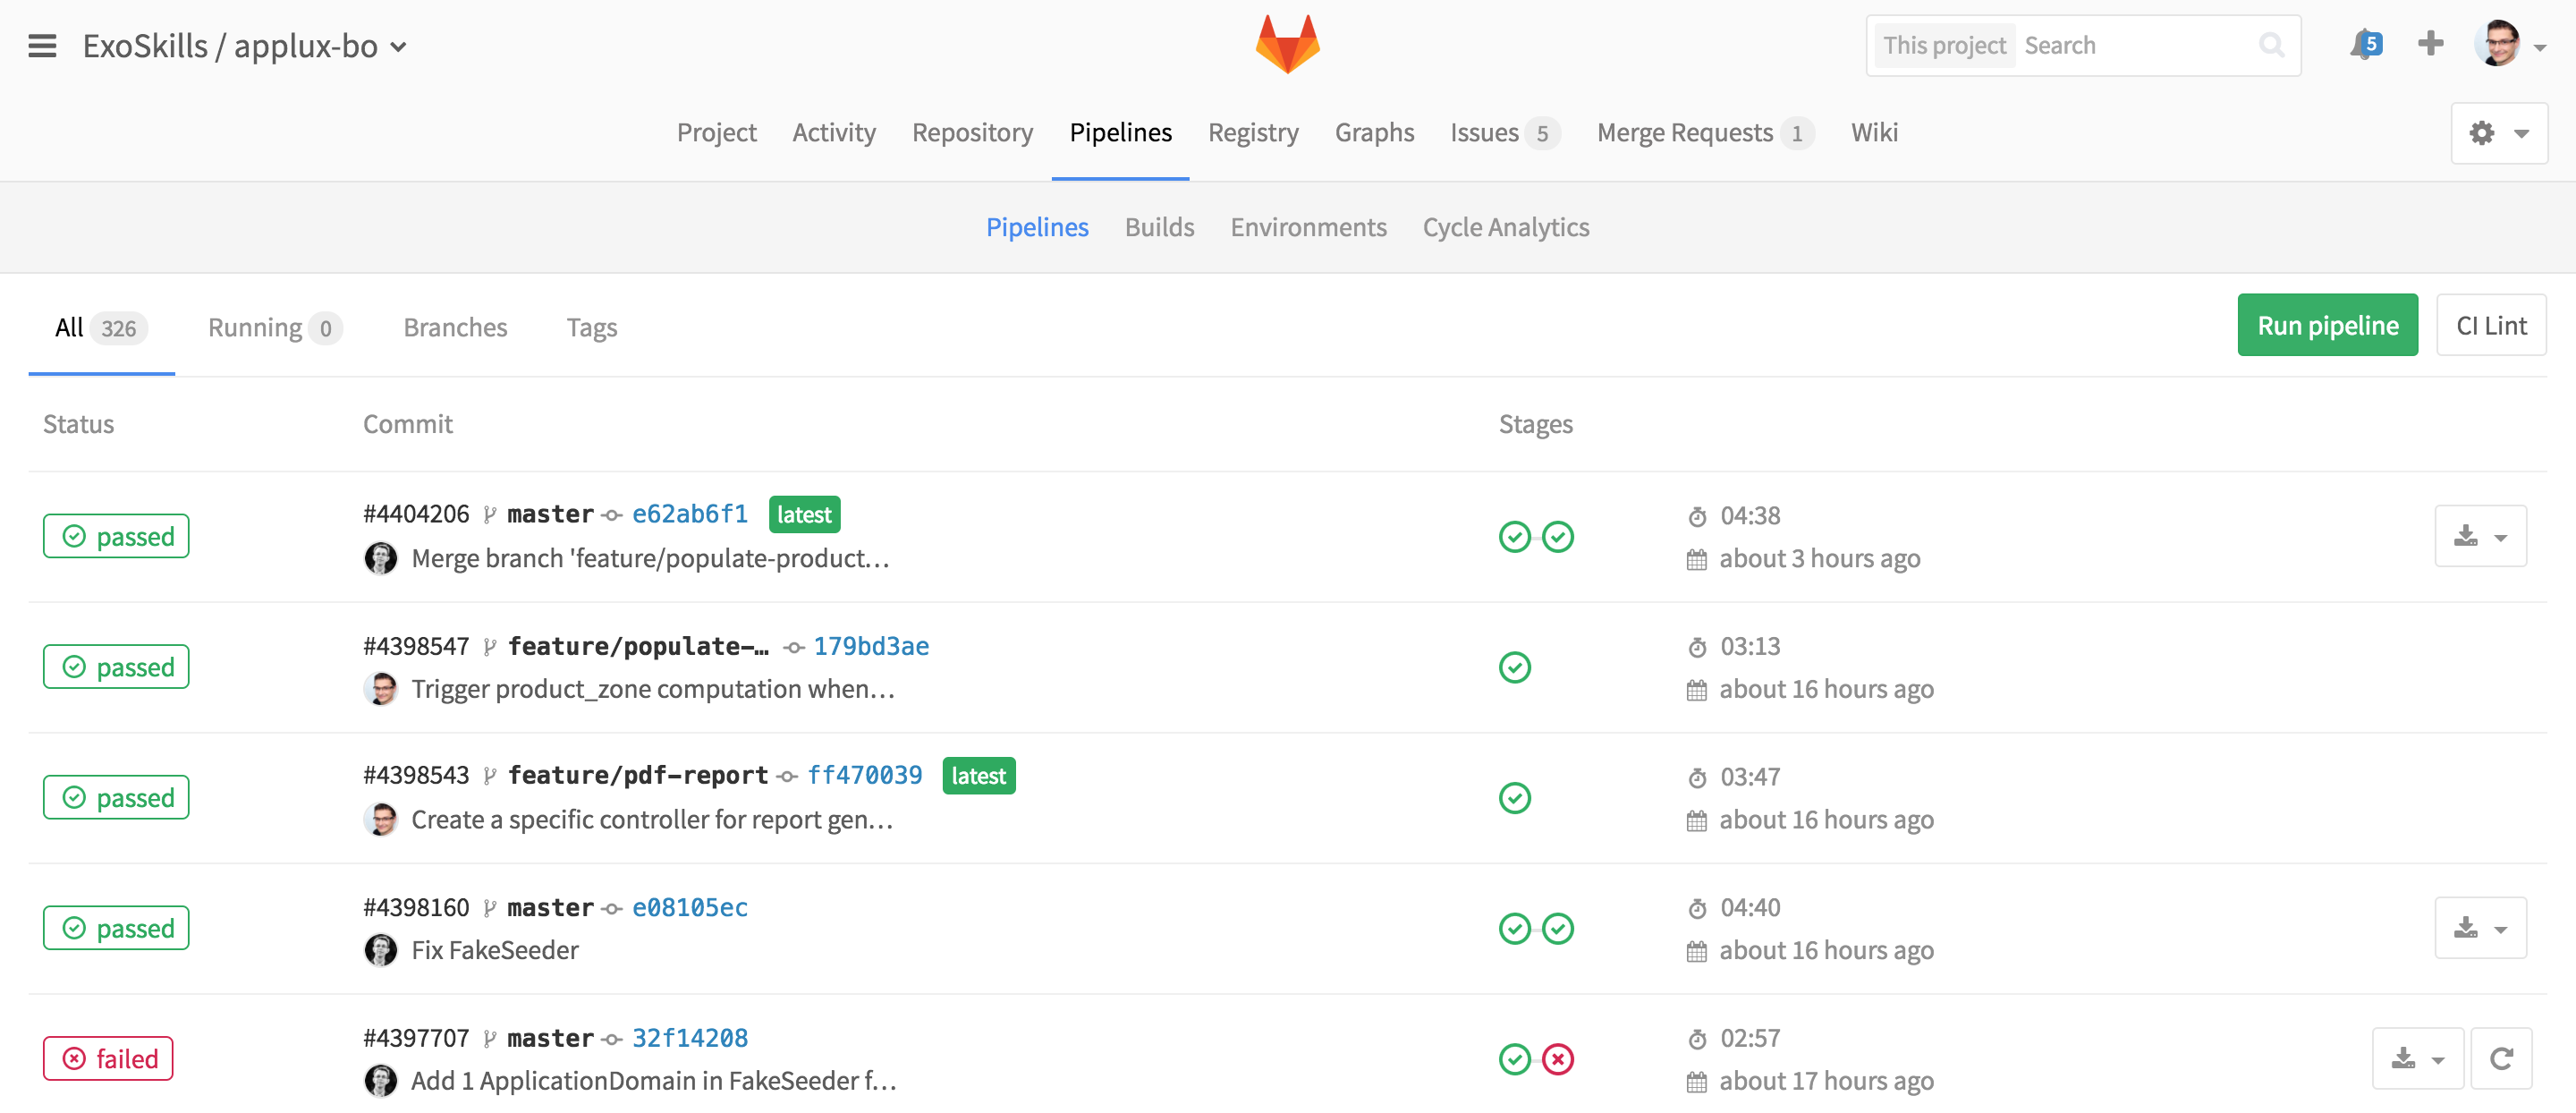 ExoSkills / applux-bo
This project Search
5
Project Activity Repository Pipelines Registry Graphs Issues 5 Merge Requests 1 Wiki
Pipelines Builds Environments Cycle Analytics
All 326 Running 0 Branches Tags
Run pipeline CI Lint
Status Commit Stages
passed
#4404206 master e62ab6f1 latest
Merge branch 'feature/populate-product…
04:38
about 3 hours ago
passed
#4398547 feature/populate-… 179bd3ae
Trigger product_zone computation when…
03:13
about 16 hours ago
passed
#4398543 feature/pdf-report ff470039 latest
Create a specific controller for report gen…
03:47
about 16 hours ago
passed
#4398160 master e08105ec
Fix FakeSeeder
04:40
about 16 hours ago
failed
#4397707 master 32f14208
Add 1 ApplicationDomain in FakeSeeder f…
02:57
about 17 hours ago